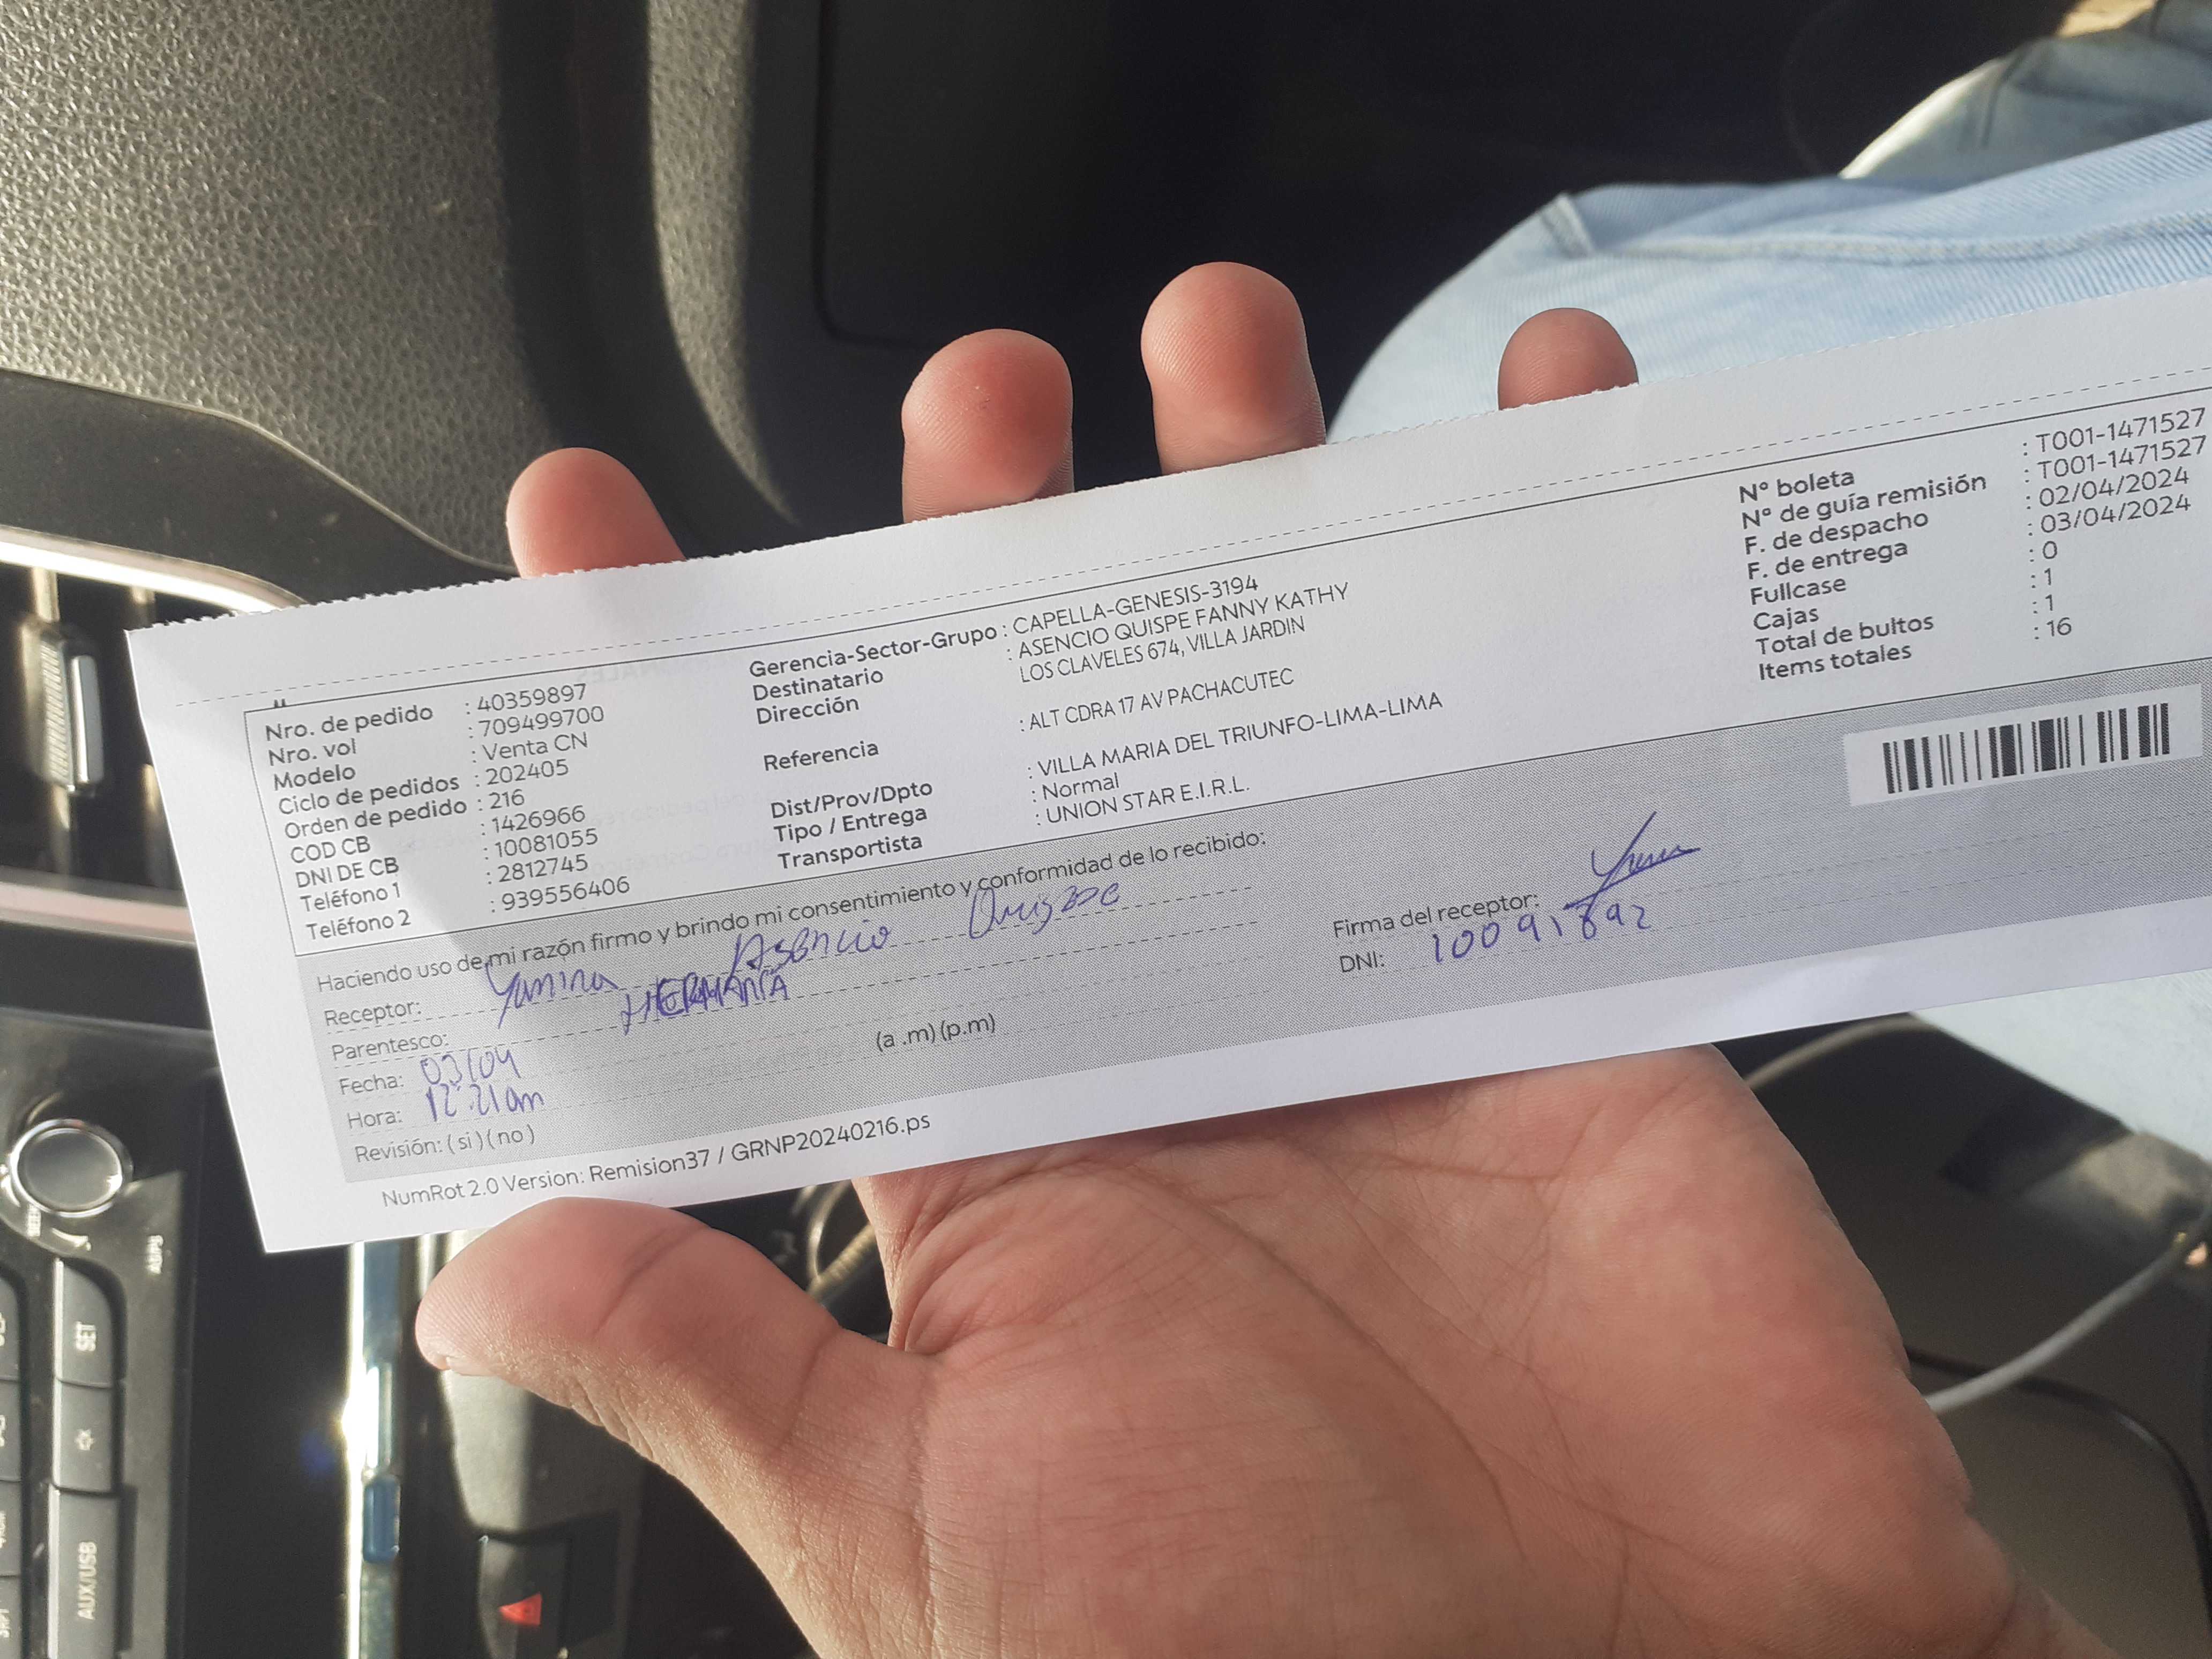 Nro. de pedido : 40359897
Nro. vol : 709499700
Modelo : Venta CN
Ciclo de pedidos : 202405
Orden de pedido : 216
COD CB : 1426966
DNI DE CB : 10081055
Teléfono 1 : 2812745
Teléfono 2 : 939556406
Gerencia-Sector-Grupo : CAPELLA-GENESIS-3194
Destinatario : ASENCIO QUISPE FANNY KATHY
Dirección LOS CLAVELES 674, VILLA JARDIN
Referencia : ALT CDRA 17 AV PACHACUTEC
Dist/Prov/Dpto : VILLA MARIA DEL TRIUNFO-LIMA-LIMA
Tipo / Entrega : Normal
Transportista : UNION STAR E.I.R.L.
Nº boleta : T001-1471527
Nº de guía remisión : T001-1471527
F. de despacho : 02/04/2024
F. de entrega : 03/04/2024
Fullcase : 0
Cajas : 1
Total de bultos : 1
Items totales : 16
Haciendo uso de mi razón firmo y brindo mi consentimiento y conformidad de lo recibido:
Receptor: Yanina Asencio Quispe
Parentesco: HERMANA
Fecha: 03/04
Hora: 12:21am (a .m) (p.m)
Revisión: ( si ) ( no )
Firma del receptor:
DNI: 10091892
NumRot 2.0 Version: Remision37 / GRNP20240216.ps
SET
AUX/USB